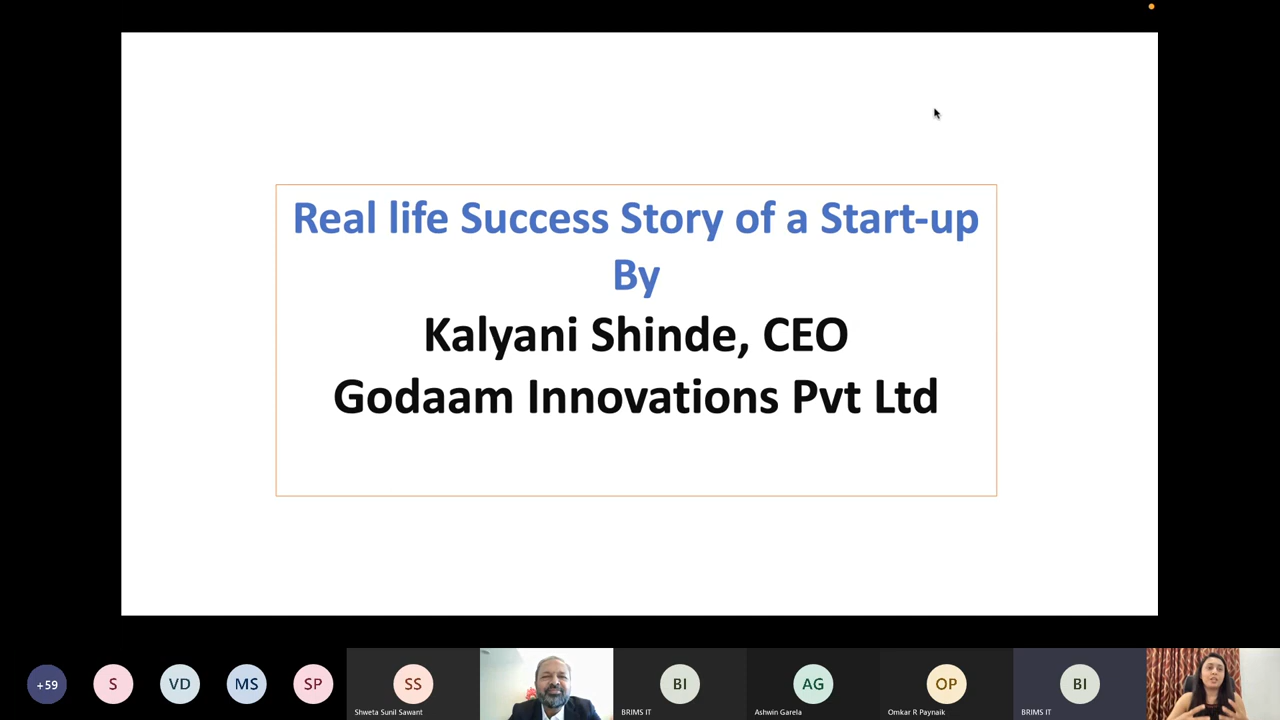 Real life Success Story of a Start-up
By
Kalyani Shinde, CEO
Godaam Innovations Pvt Ltd
+59
S
VD
MS
SP
SS
Shweta Sunil Sawant
BI
BRIMS IT
AG
Ashwin Garela
OP
Omkar R Paynaik
BI
BRIMS IT